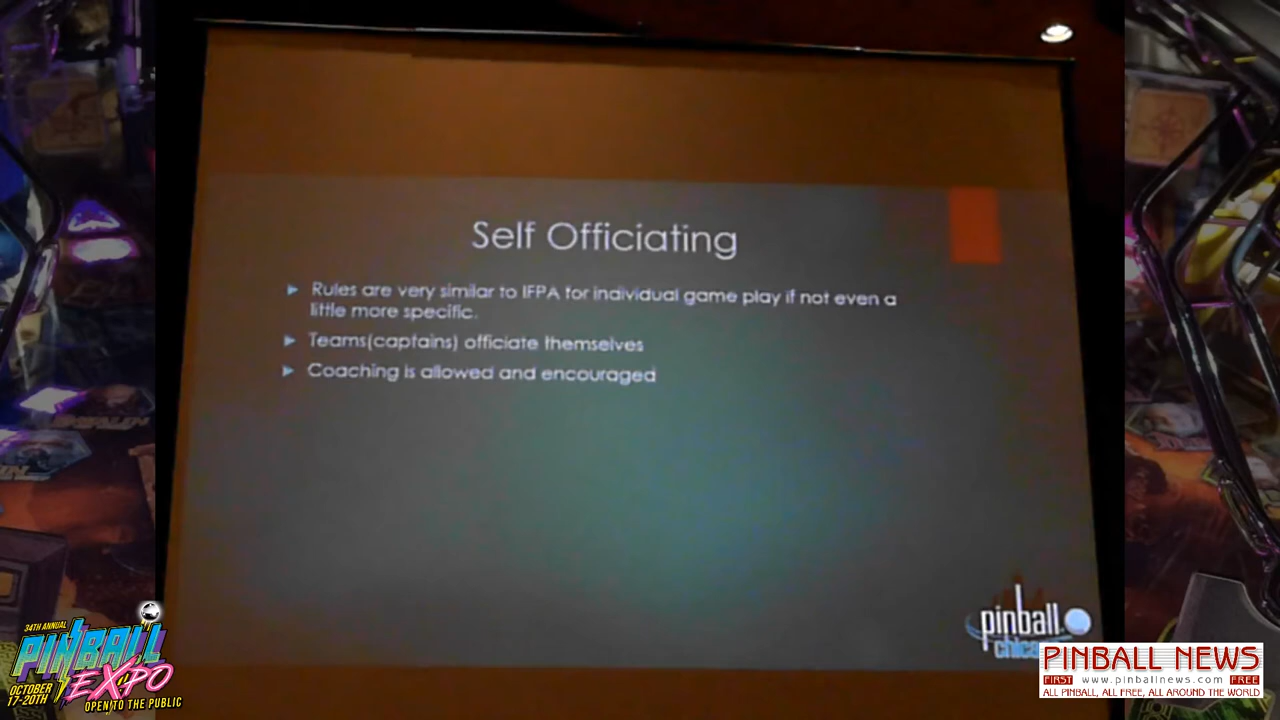 Self Officiating
Rules are very similar to IFPA for individual game play if not even a
little more specific.
Teams(captains) officiate themselves
Coaching is allowed and encouraged
pinball
34TH ANNUAL
PINBALL
EXPO
OCTOBER
17-20TH
OPEN TO THE PUBLIC
PINBALL NEWS
FIRST www.pinballnews.com FREE
ALL PINBALL, ALL FREE, ALL AROUND THE WORLD